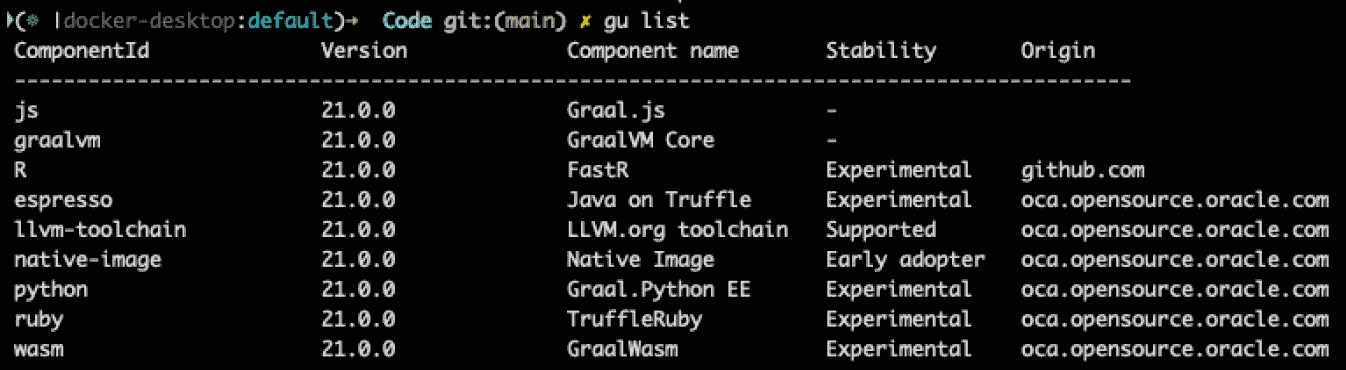 (⎈ |docker-desktop:default)➜ Code git:(main) ✗ gu list
ComponentId Version Component name Stability Origin
---------------------------------------------------------------------------------------------------
js 21.0.0 Graal.js -
graalvm 21.0.0 GraalVM Core -
R 21.0.0 FastR Experimental github.com
espresso 21.0.0 Java on Truffle Experimental oca.opensource.oracle.com
llvm-toolchain 21.0.0 LLVM.org toolchain Supported oca.opensource.oracle.com
native-image 21.0.0 Native Image Early adopter oca.opensource.oracle.com
python 21.0.0 Graal.Python EE Experimental oca.opensource.oracle.com
ruby 21.0.0 TruffleRuby Experimental oca.opensource.oracle.com
wasm 21.0.0 GraalWasm Experimental oca.opensource.oracle.com